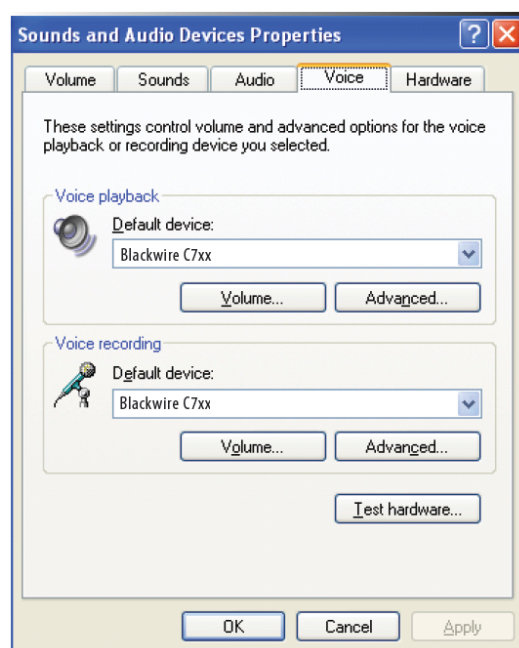 Sounds and Audio Devices Properties
Volume Sounds Audio Voice Hardware
These settings control volume and advanced options for the voice
playback or recording device you selected.
Voice playback
Default device:
Blackwire C7xx
Volume... Advanced...
Voice recording
Default device:
Blackwire C7xx
Volume... Advanced...
Test hardware...
OK Cancel Apply